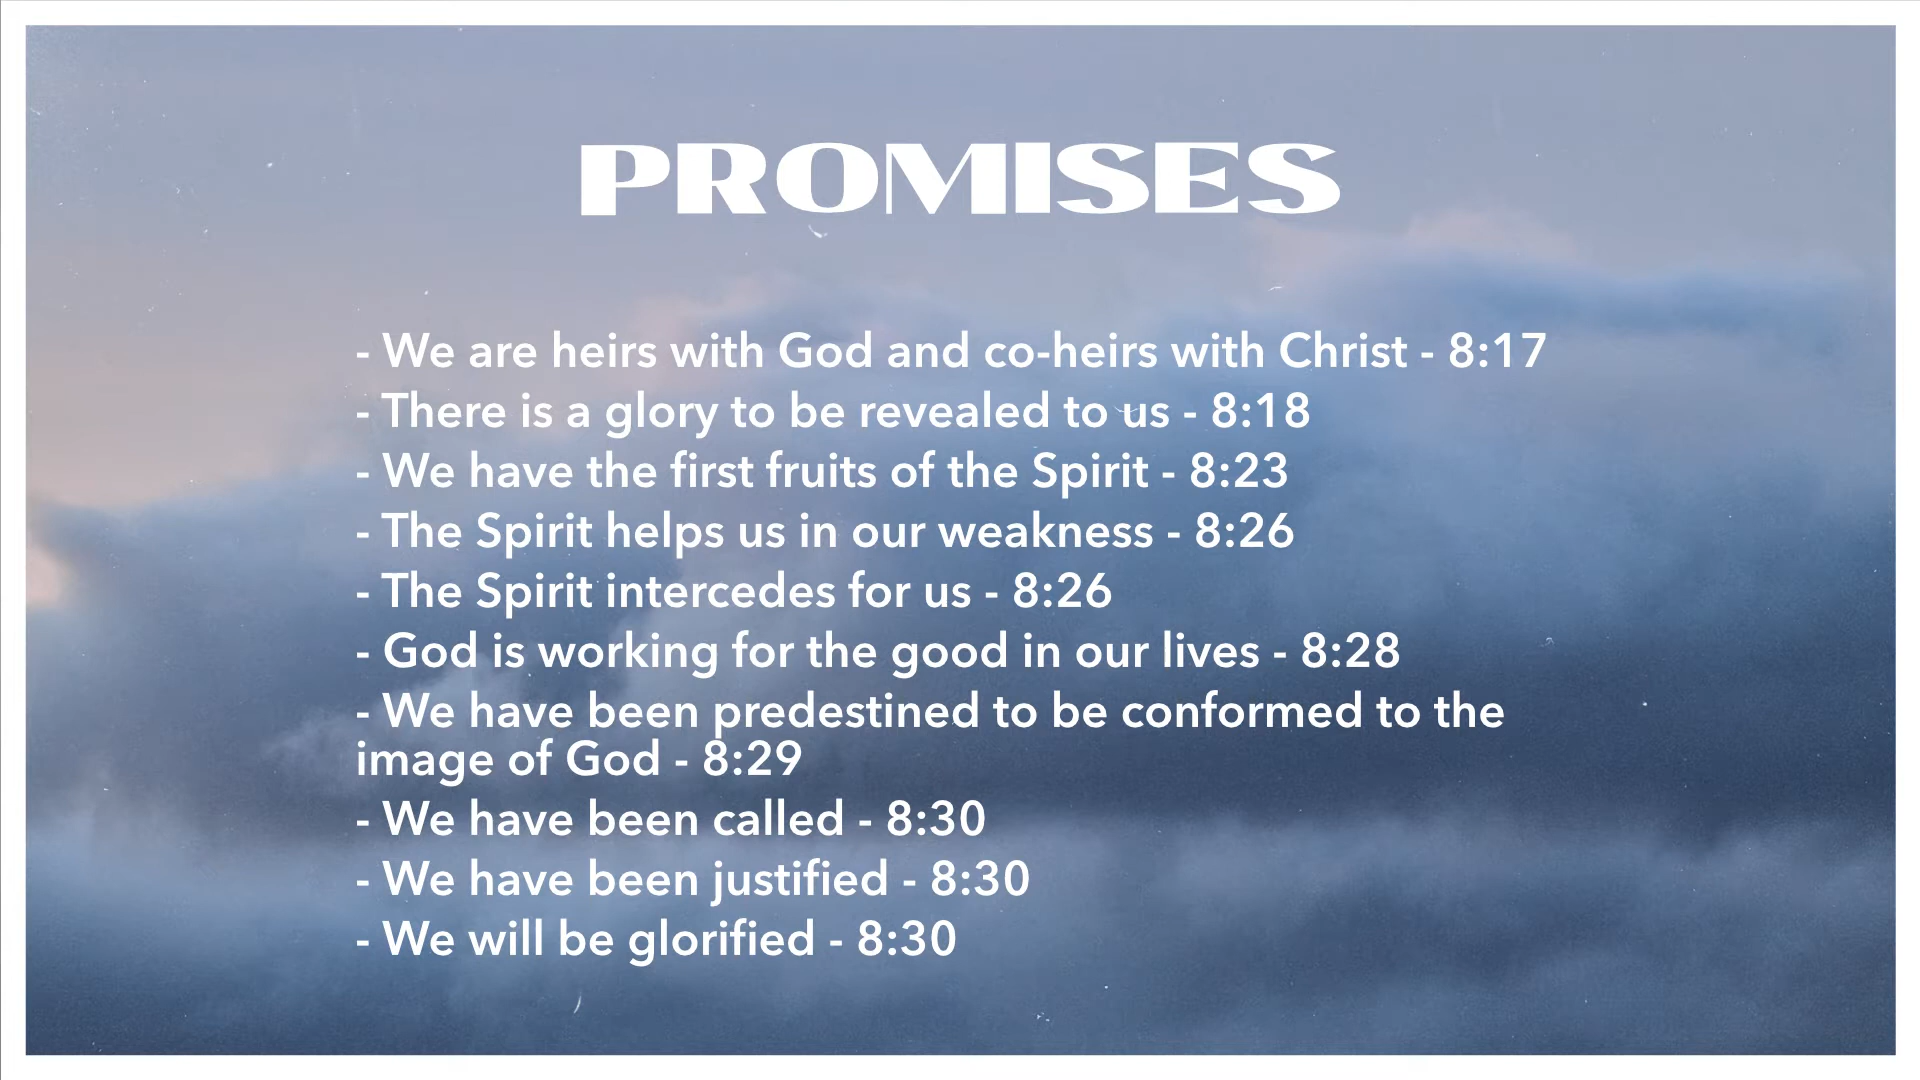 PROMISES
- We are heirs with God and co-heirs with Christ - 8:17
- There is a glory to be revealed to us - 8:18
- We have the first fruits of the Spirit - 8:23
- The Spirit helps us in our weakness - 8:26
- The Spirit intercedes for us - 8:26
- God is working for the good in our lives - 8:28
- We have been predestined to be conformed to the
image of God - 8:29
- We have been called - 8:30
- We have been justified - 8:30
- We will be glorified - 8:30